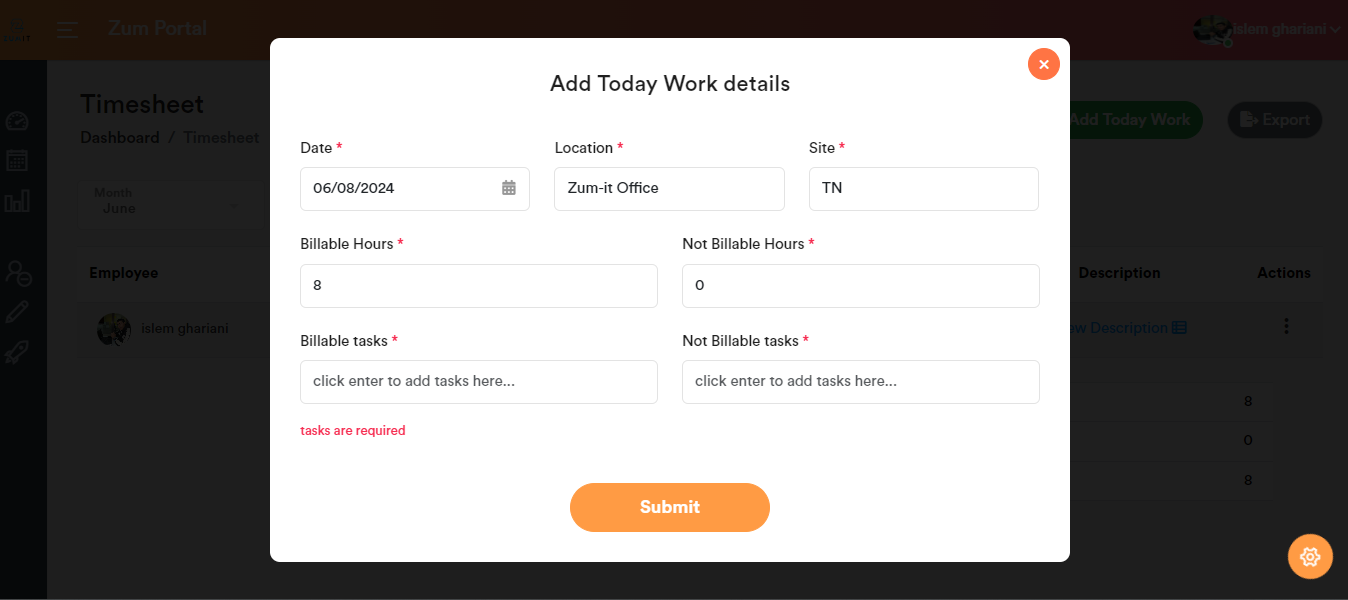 Zum Portal
islem ghariani
Add Today Work details
Timesheet
Dashboard / Timesheet
Add Today Work
Export
Date *
Location *
Site *
06/08/2024
Zum-it Office
TN
Month
June
Billable Hours *
Not Billable Hours *
8
0
Employee
Description
Actions
islem ghariani
Description
Billable tasks *
Not Billable tasks *
click enter to add tasks here...
click enter to add tasks here...
tasks are required
8
0
8
Submit